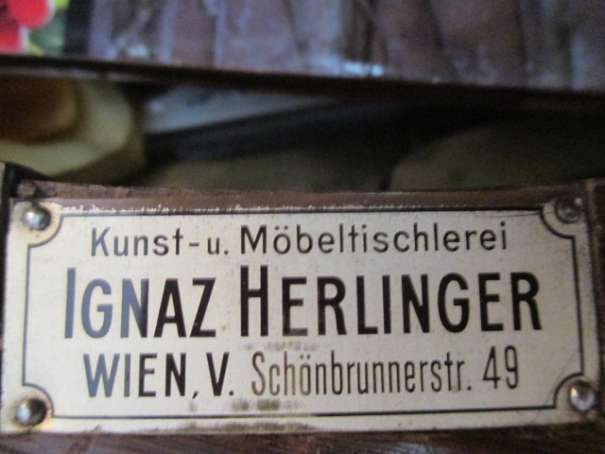 Kunst-u. Möbeltischlerei
IGNAZ HERLINGER
WIEN, V. Schönbrunnerstr. 49